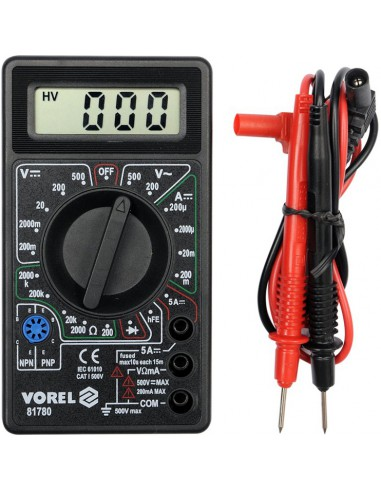 HV 000
V⎓ 500 OFF 500 V~
200 200 A⎓
20 200µ
2000m 2000µ
200m 20m
2000k 200m
200k 5A⎓
20k 2000 Ω 200 hFE
E E
B B
C C
E E
NPN PNP
CE
IEC 61010
CAT I 500V
5A⎓
fused
max10s each 15m
VΩmA
500V⎓MAX
200mA MAX
COM
500V max
VOREL
81780